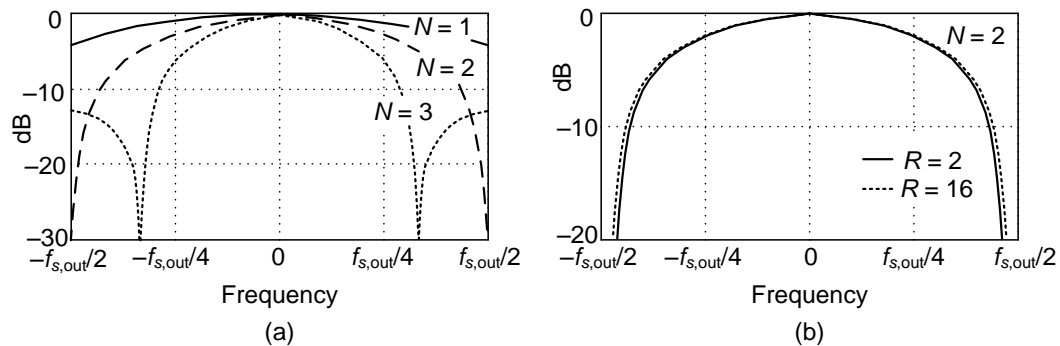 0
N = 1
N = 2
−10
N = 3
dB
−20
−30
−fs,out/2
−fs,out/4
0
fs,out/4
fs,out/2
Frequency
(a)
0
N = 2
dB
−10
R = 2
R = 16
−20
−fs,out/2
−fs,out/4
0
fs,out/4
fs,out/2
Frequency
(b)